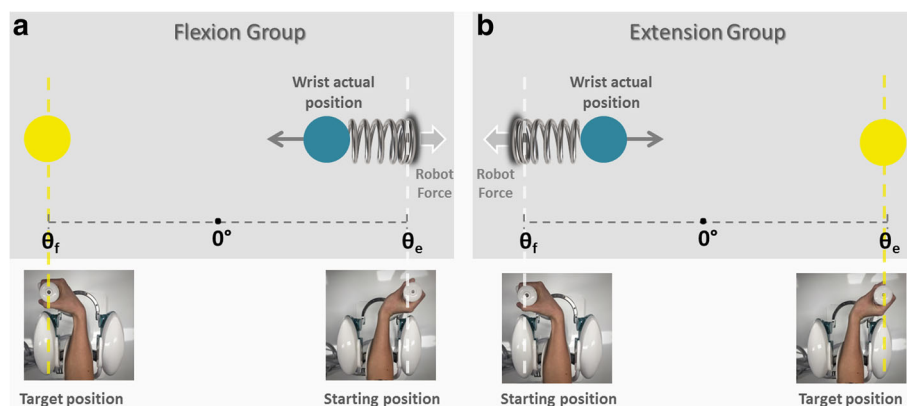 a
Flexion Group
Wrist actual
position
Robot
Force
θf
0°
θe
Target position
Starting position
b
Extension Group
Wrist actual
position
Robot
Force
θf
0°
θe
Starting position
Target position